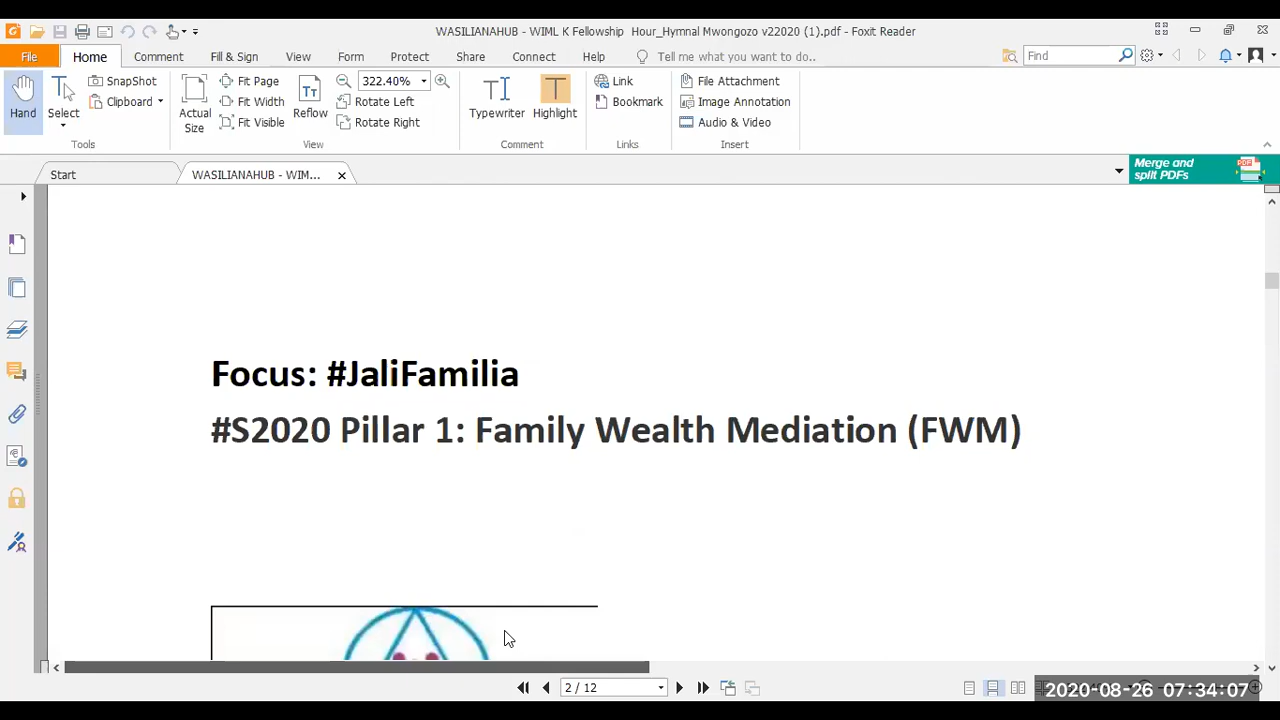 WASILIANAHUB - WIML K Fellowship Hour_Hymnal Mwongozo v22020 (1).pdf - Foxit Reader
File Home Comment Fill & Sign View Form Protect Share Connect Help Tell me what you want to do.. Find
Hand
Select
SnapShot
Clipboard
Tools
Actual Size
Fit Page
Fit Width
Fit Visible
Reflow
322.40%
Rotate Left
Rotate Right
View
Typewriter
Highlight
Comment
Link
Bookmark
Links
File Attachment
Image Annotation
Audio & Video
Insert
Start
WASILIANAHUB - WIM...
Merge and
split PDFs
Focus: #JaliFamilia
#S2020 Pillar 1: Family Wealth Mediation (FWM)
2 / 12
2020-08-26 07:34:07